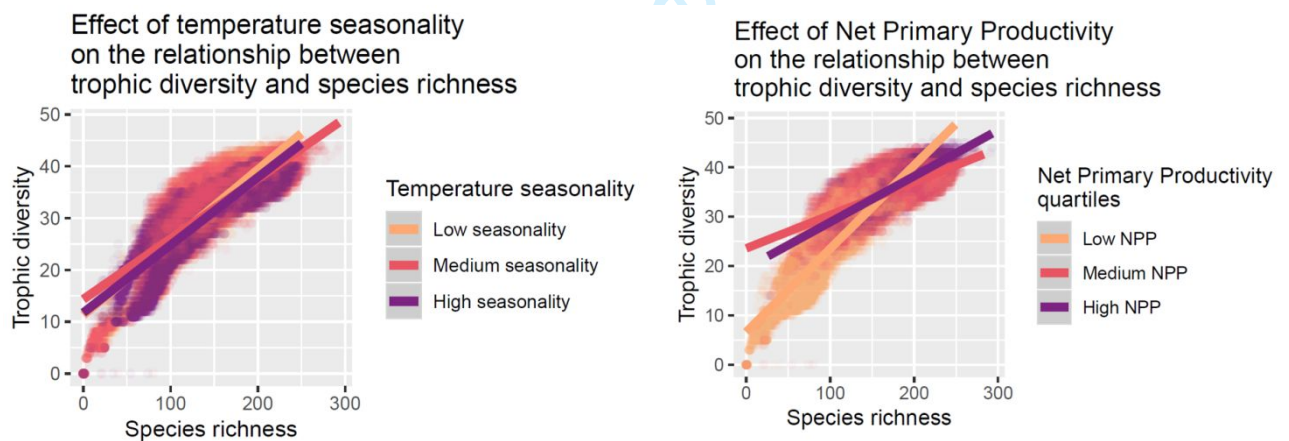 Effect of temperature seasonality
on the relationship between
trophic diversity and species richness
50
40
30
20
10
0
Trophic diversity
0 100 200 300
Species richness
Temperature seasonality
Low seasonality
Medium seasonality
High seasonality
Effect of Net Primary Productivity
on the relationship between
trophic diversity and species richness
50
40
30
20
10
0
Trophic diversity
0 100 200 300
Species richness
Net Primary Productivity
quartiles
Low NPP
Medium NPP
High NPP